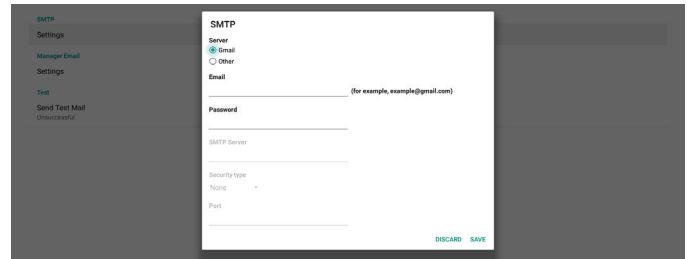 SMTP
Settings
Manager Email
Settings
Test
Send Test Mail
Unsuccessful
SMTP
Server
Gmail
Other
Email
(for example, example@gmail.com)
Password
SMTP Server
Security type
None
Port
DISCARD SAVE